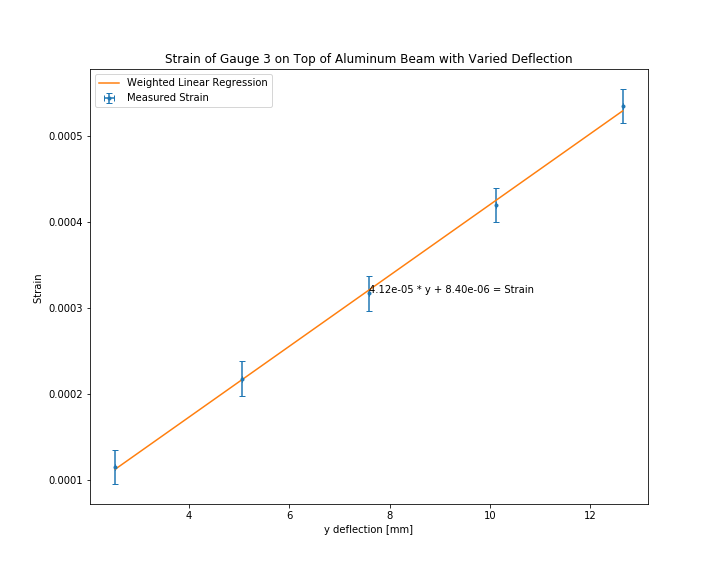 Strain of Gauge 3 on Top of Aluminum Beam with Varied Deflection
Weighted Linear Regression
Measured Strain
0.0005
0.0004
0.0003
0.0002
0.0001
Strain
4.12e-05 * y + 8.40e-06 = Strain
4 6 8 10 12
y deflection [mm]